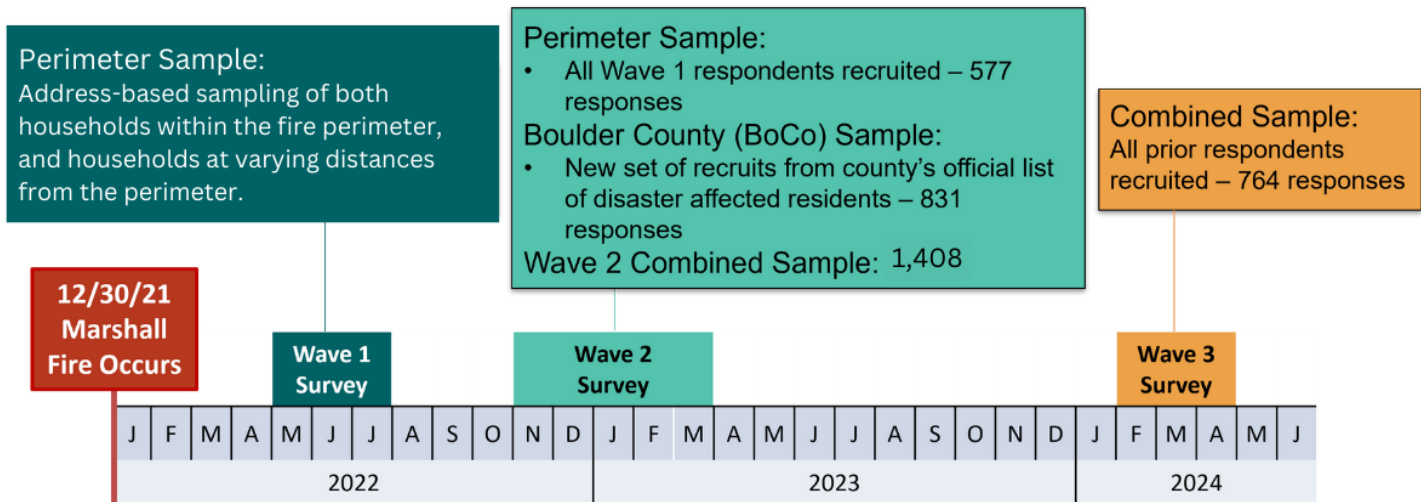 Perimeter Sample:
Address-based sampling of both
households within the fire perimeter,
and households at varying distances
from the perimeter.
Perimeter Sample:
• All Wave 1 respondents recruited – 577
responses
Boulder County (BoCo) Sample:
• New set of recruits from county's official list
of disaster affected residents – 831
responses
Wave 2 Combined Sample: 1,408
Combined Sample:
All prior respondents
recruited – 764 responses
12/30/21
Marshall
Fire Occurs
Wave 1
Survey
Wave 2
Survey
Wave 3
Survey
J F M A M J J A S O N D J F M A M J J A S O N D J F M A M J
2022 2023 2024